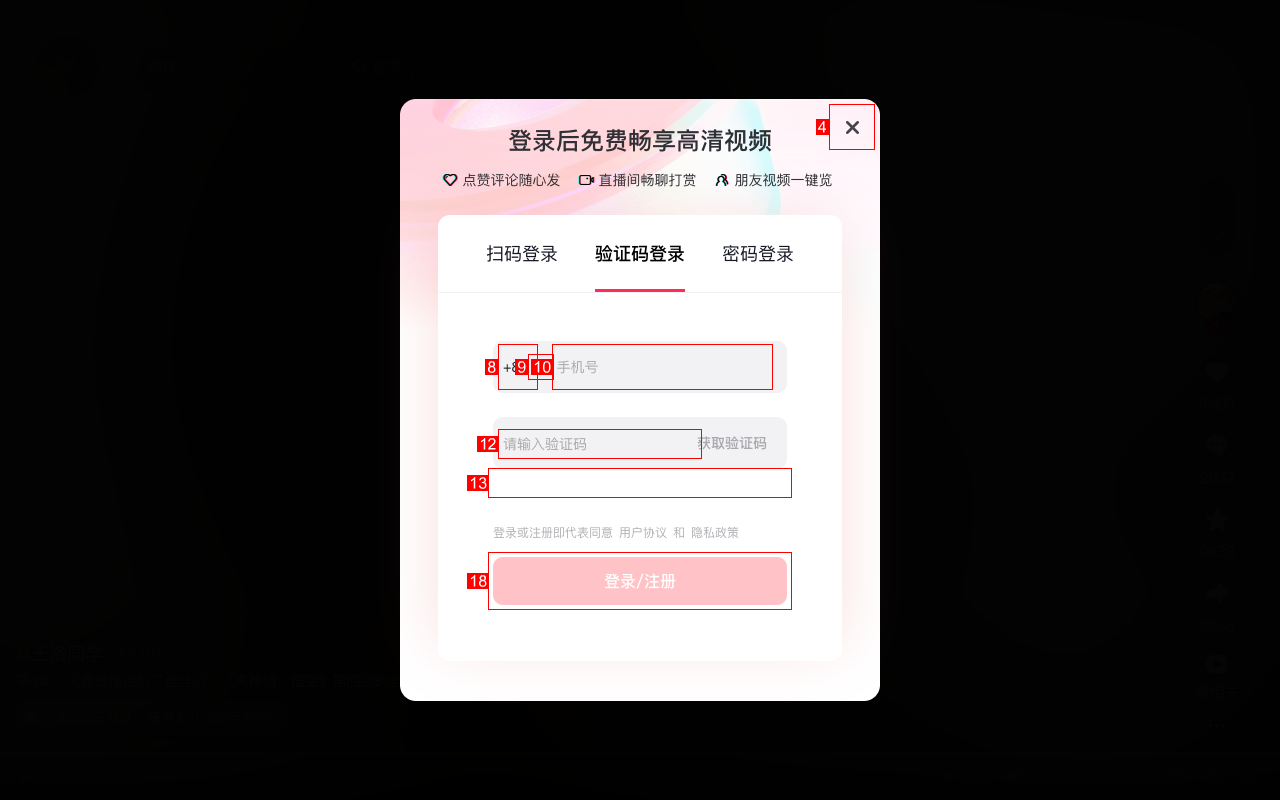 登录后免费畅享高清视频
4
点赞评论随心发 直播间畅聊打赏 朋友视频一键览
扫码登录 验证码登录 密码登录
8 +8 9 10 手机号
12 请输入验证码 获取验证码
13
登录或注册即代表同意 用户协议 和 隐私政策
18 登录/注册